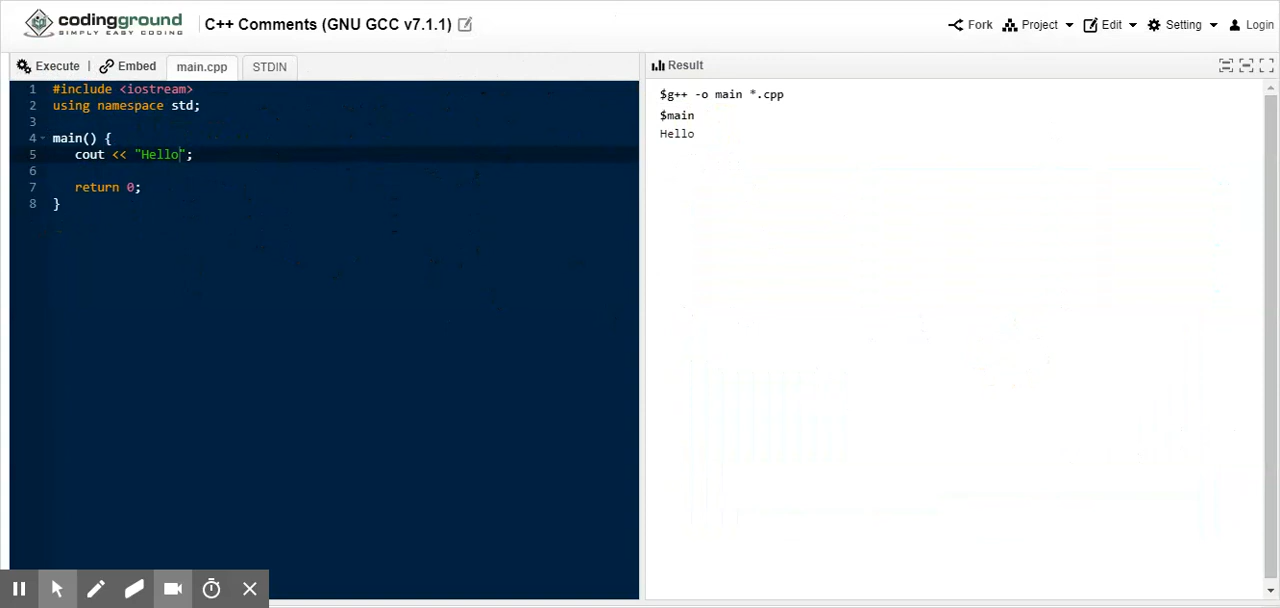 codingground
SIMPLY EASY CODING
C++ Comments (GNU GCC v7.1.1)
Fork
Project
Edit
Setting
Login
Execute | Embed
main.cpp
STDIN
1 #include <iostream>
2 using namespace std;
3
4 main() {
5 cout << "Hello";
6
7 return 0;
8 }
Result
$g++ -o main *.cpp
$main
Hello